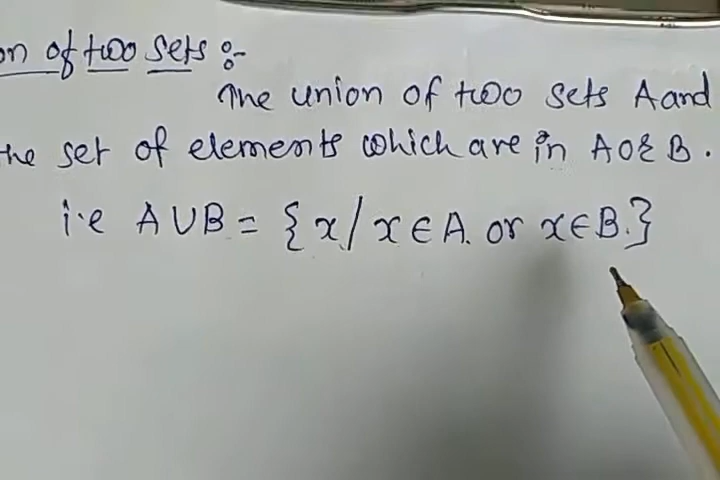 on of two sets :-
The union of two sets A and
the set of elements which are in A OR B.
i.e A ∪ B = {x/x ∈ A. or x ∈ B.}